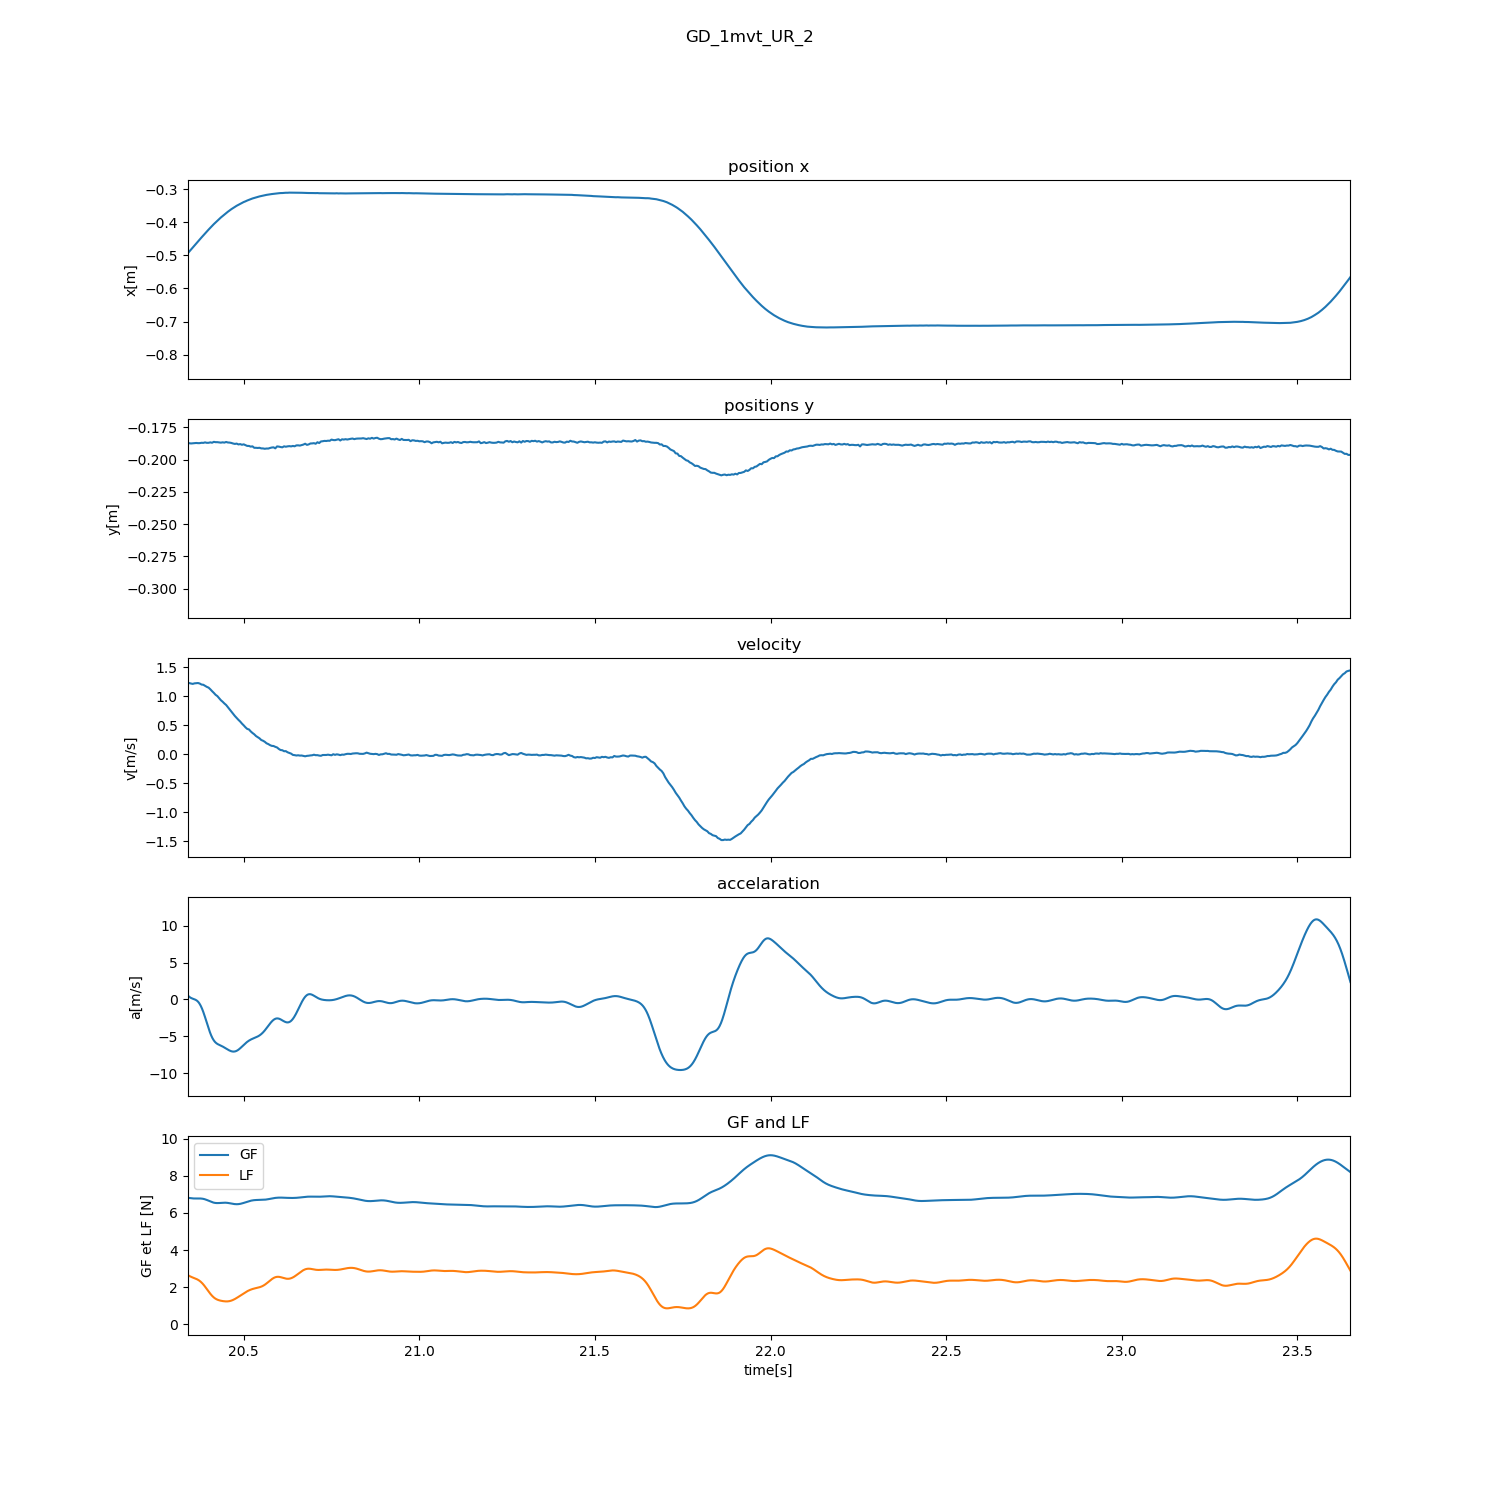 GD_1mvt_UR_2
position x
−0.3
−0.4
−0.5
−0.6
−0.7
−0.8
x[m]
positions y
−0.175
−0.200
−0.225
−0.250
−0.275
−0.300
y[m]
velocity
1.5
1.0
0.5
0.0
−0.5
−1.0
−1.5
v[m/s]
accelaration
10
5
0
−5
−10
a[m/s]
GF and LF
10
8
6
4
2
0
GF et LF [N]
GF
LF
20.5 21.0 21.5 22.0 22.5 23.0 23.5
time[s]